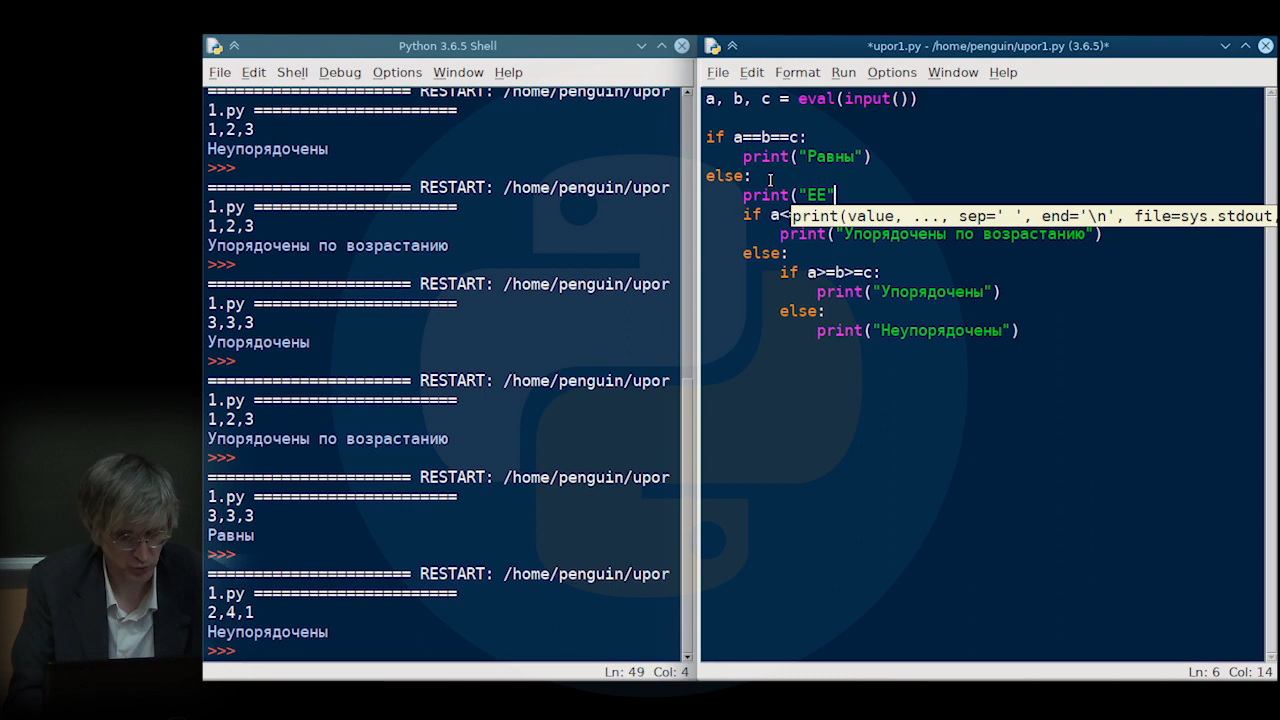 Python 3.6.5 Shell
File Edit Shell Debug Options Window Help
====================== RESTART: /home/penguin/upor
1.py ======================
1,2,3
Неупорядочены
>>>
====================== RESTART: /home/penguin/upor
1.py ======================
1,2,3
Упорядочены по возрастанию
>>>
====================== RESTART: /home/penguin/upor
1.py ======================
3,3,3
Упорядочены
>>>
====================== RESTART: /home/penguin/upor
1.py ======================
1,2,3
Упорядочены по возрастанию
>>>
====================== RESTART: /home/penguin/upor
1.py ======================
3,3,3
Равны
>>>
====================== RESTART: /home/penguin/upor
1.py ======================
2,4,1
Неупорядочены
>>>
Ln: 49 Col: 4
*upor1.py - /home/penguin/upor1.py (3.6.5)*
File Edit Format Run Options Window Help
a, b, c = eval(input())
if a==b==c:
    print("Равны")
else:
    print("EE"
    if a<
print(value, ..., sep=' ', end='\n', file=sys.stdout,
        print("Упорядочены по возрастанию")
    else:
        if a>=b>=c:
            print("Упорядочены")
        else:
            print("Неупорядочены")
Ln: 6 Col: 14